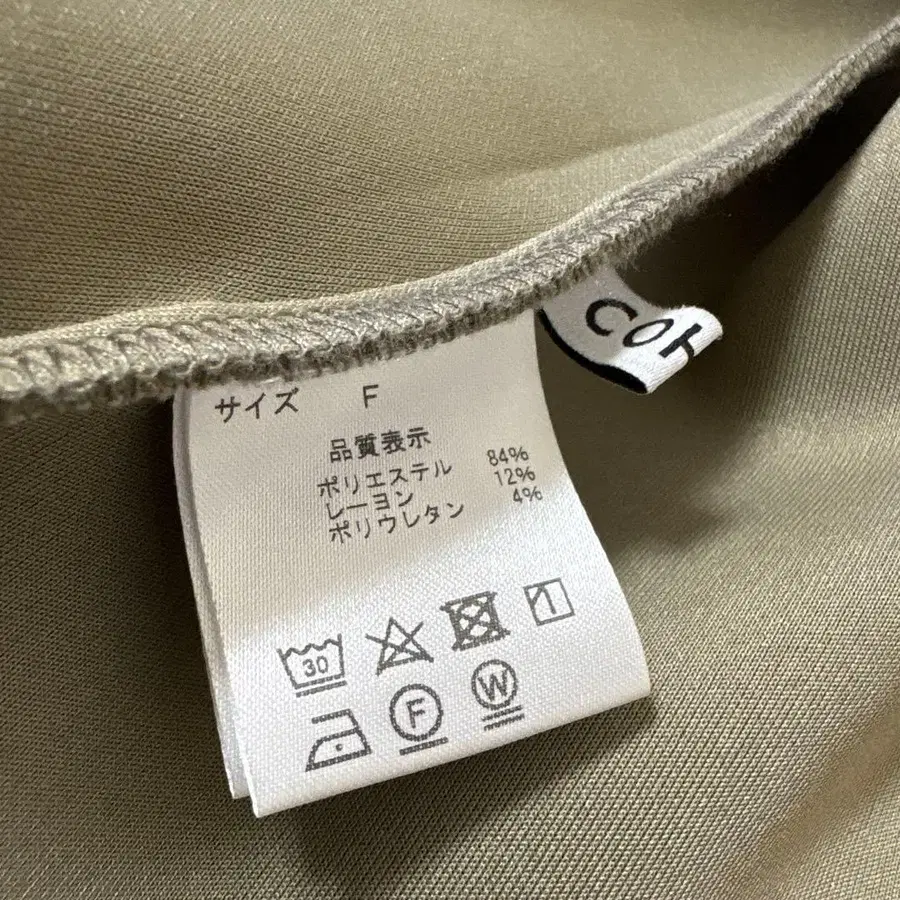 coH
サイズ F
品質表示
ポリエステル 84%
レーヨン 12%
ポリウレタン 4%
30
F
W